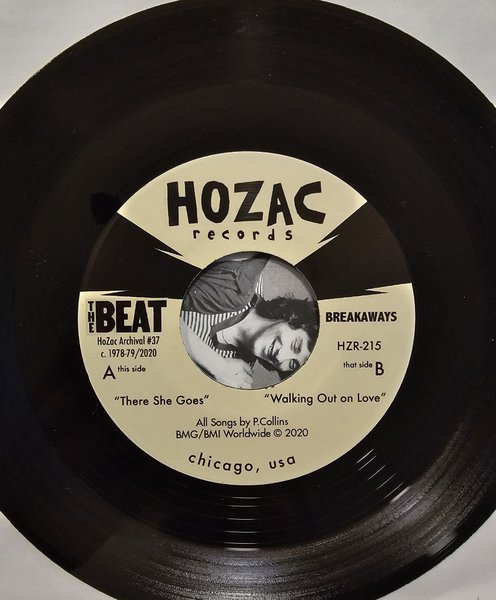 HOZAC
records
THE BEAT
HoZac Archival #37
c. 1978-79/2020
A this side
"There She Goes"
BREAKAWAYS
HZR-215
that side B
"Walking Out on Love"
All Songs by P.Collins
BMG/BMI Worldwide © 2020
chicago, usa